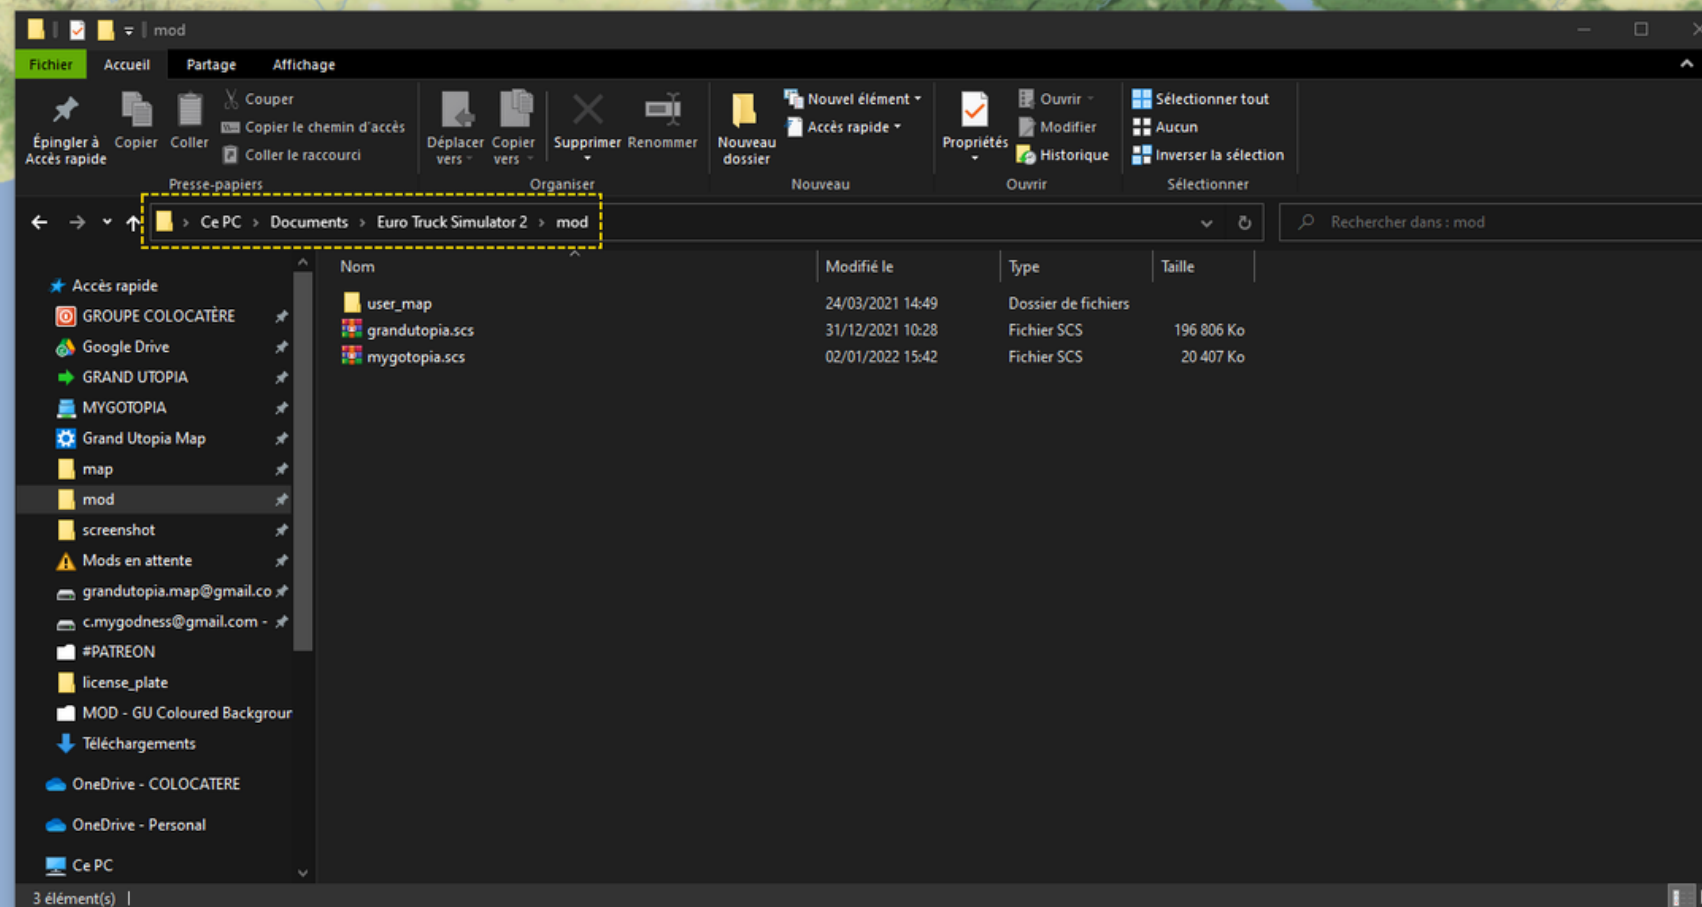 mod
Fichier Accueil Partage Affichage
Épingler à Accès rapide
Copier
Coller
Couper
Copier le chemin d'accès
Coller le raccourci
Presse-papiers
Déplacer vers
Copier vers
Supprimer
Renommer
Organiser
Nouveau dossier
Nouvel élément
Accès rapide
Nouveau
Propriétés
Ouvrir
Modifier
Historique
Ouvrir
Sélectionner tout
Aucun
Inverser la sélection
Sélectionner
Ce PC > Documents > Euro Truck Simulator 2 > mod
Rechercher dans : mod
Accès rapide
GROUPE COLOCATÈRE
Google Drive
GRAND UTOPIA
MYGOTOPIA
Grand Utopia Map
map
mod
screenshot
Mods en attente
grandutopia.map@gmail.co
c.mygodness@gmail.com -
#PATREON
license_plate
MOD - GU Coloured Backgrour
Téléchargements
OneDrive - COLOCATERE
OneDrive - Personal
Ce PC
Nom Modifié le Type Taille
user_map 24/03/2021 14:49 Dossier de fichiers
grandutopia.scs 31/12/2021 10:28 Fichier SCS 196 806 Ko
mygotopia.scs 02/01/2022 15:42 Fichier SCS 20 407 Ko
3 élément(s)